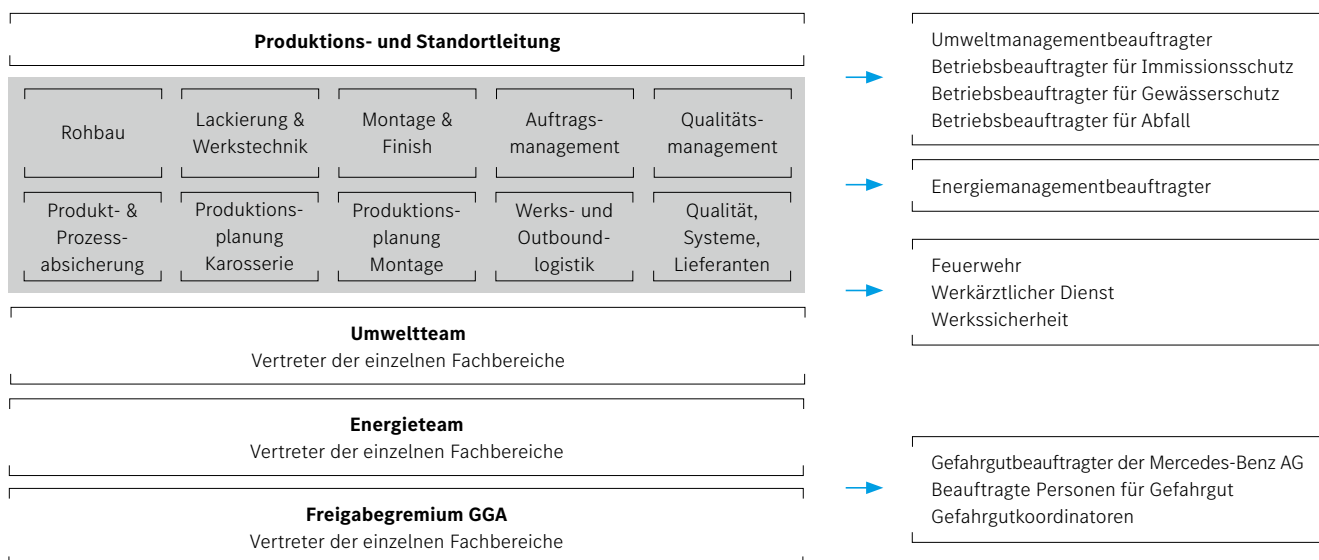 Produktions- und Standortleitung
Rohbau
Lackierung &
Werkstechnik
Montage &
Finish
Auftrags-
management
Qualitäts-
management
Produkt- &
Prozess-
absicherung
Produktions-
planung
Karosserie
Produktions-
planung
Montage
Werks- und
Outbound-
logistik
Qualität,
Systeme,
Lieferanten
Umweltteam
Vertreter der einzelnen Fachbereiche
Energieteam
Vertreter der einzelnen Fachbereiche
Freigabegremium GGA
Vertreter der einzelnen Fachbereiche
Umweltmanagementbeauftragter
Betriebsbeauftragter für Immissionsschutz
Betriebsbeauftragter für Gewässerschutz
Betriebsbeauftragter für Abfall
Energiemanagementbeauftragter
Feuerwehr
Werkärztlicher Dienst
Werkssicherheit
Gefahrgutbeauftragter der Mercedes-Benz AG
Beauftragte Personen für Gefahrgut
Gefahrgutkoordinatoren